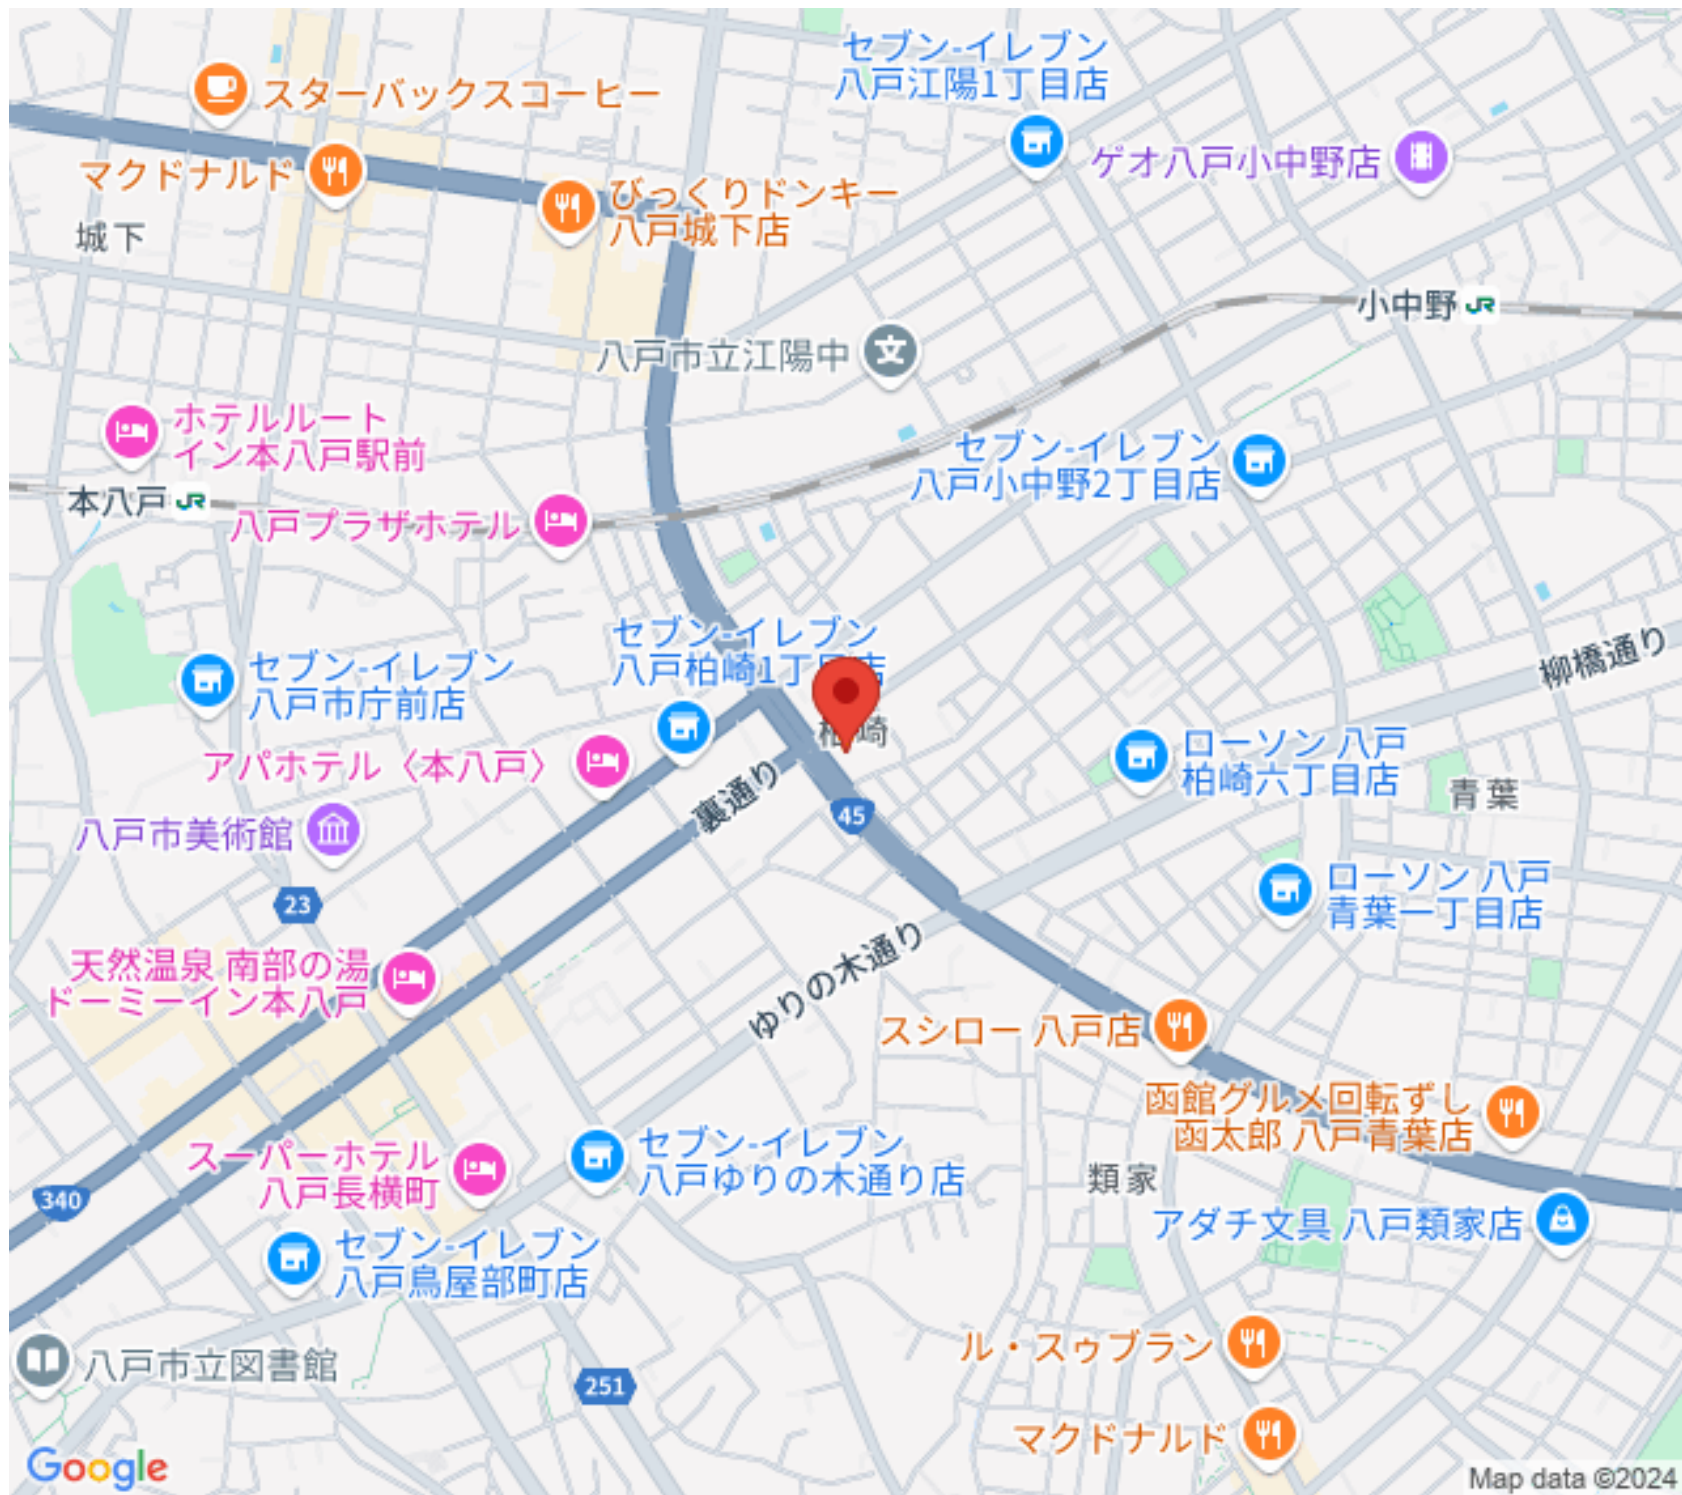 セブン-イレブン
八戸江陽1丁目店
スターバックスコーヒー
マクドナルド
びっくりドンキー
八戸城下店
ゲオ八戸小中野店
城下
小中野
JR
八戸市立江陽中
文
ホテルルート
イン本八戸駅前
本八戸
JR
八戸プラザホテル
セブン-イレブン
八戸小中野2丁目店
セブン-イレブン
八戸柏崎1丁目店
セブン-イレブン
八戸市庁前店
柳橋通り
柏崎
アパホテル〈本八戸〉
裏通り
45
ローソン 八戸
柏崎六丁目店
青葉
八戸市美術館
23
ローソン 八戸
青葉一丁目店
天然温泉 南部の湯
ドーミーイン本八戸
ゆりの木通り
スシロー 八戸店
函館グルメ回転ずし
函太郎 八戸青葉店
スーパーホテル
八戸長横町
セブン-イレブン
八戸ゆりの木通り店
類家
340
アダチ文具 八戸類家店
セブン-イレブン
八戸鳥屋部町店
八戸市立図書館
251
ル・スゥブラン
マクドナルド
Google
Map data ©2024